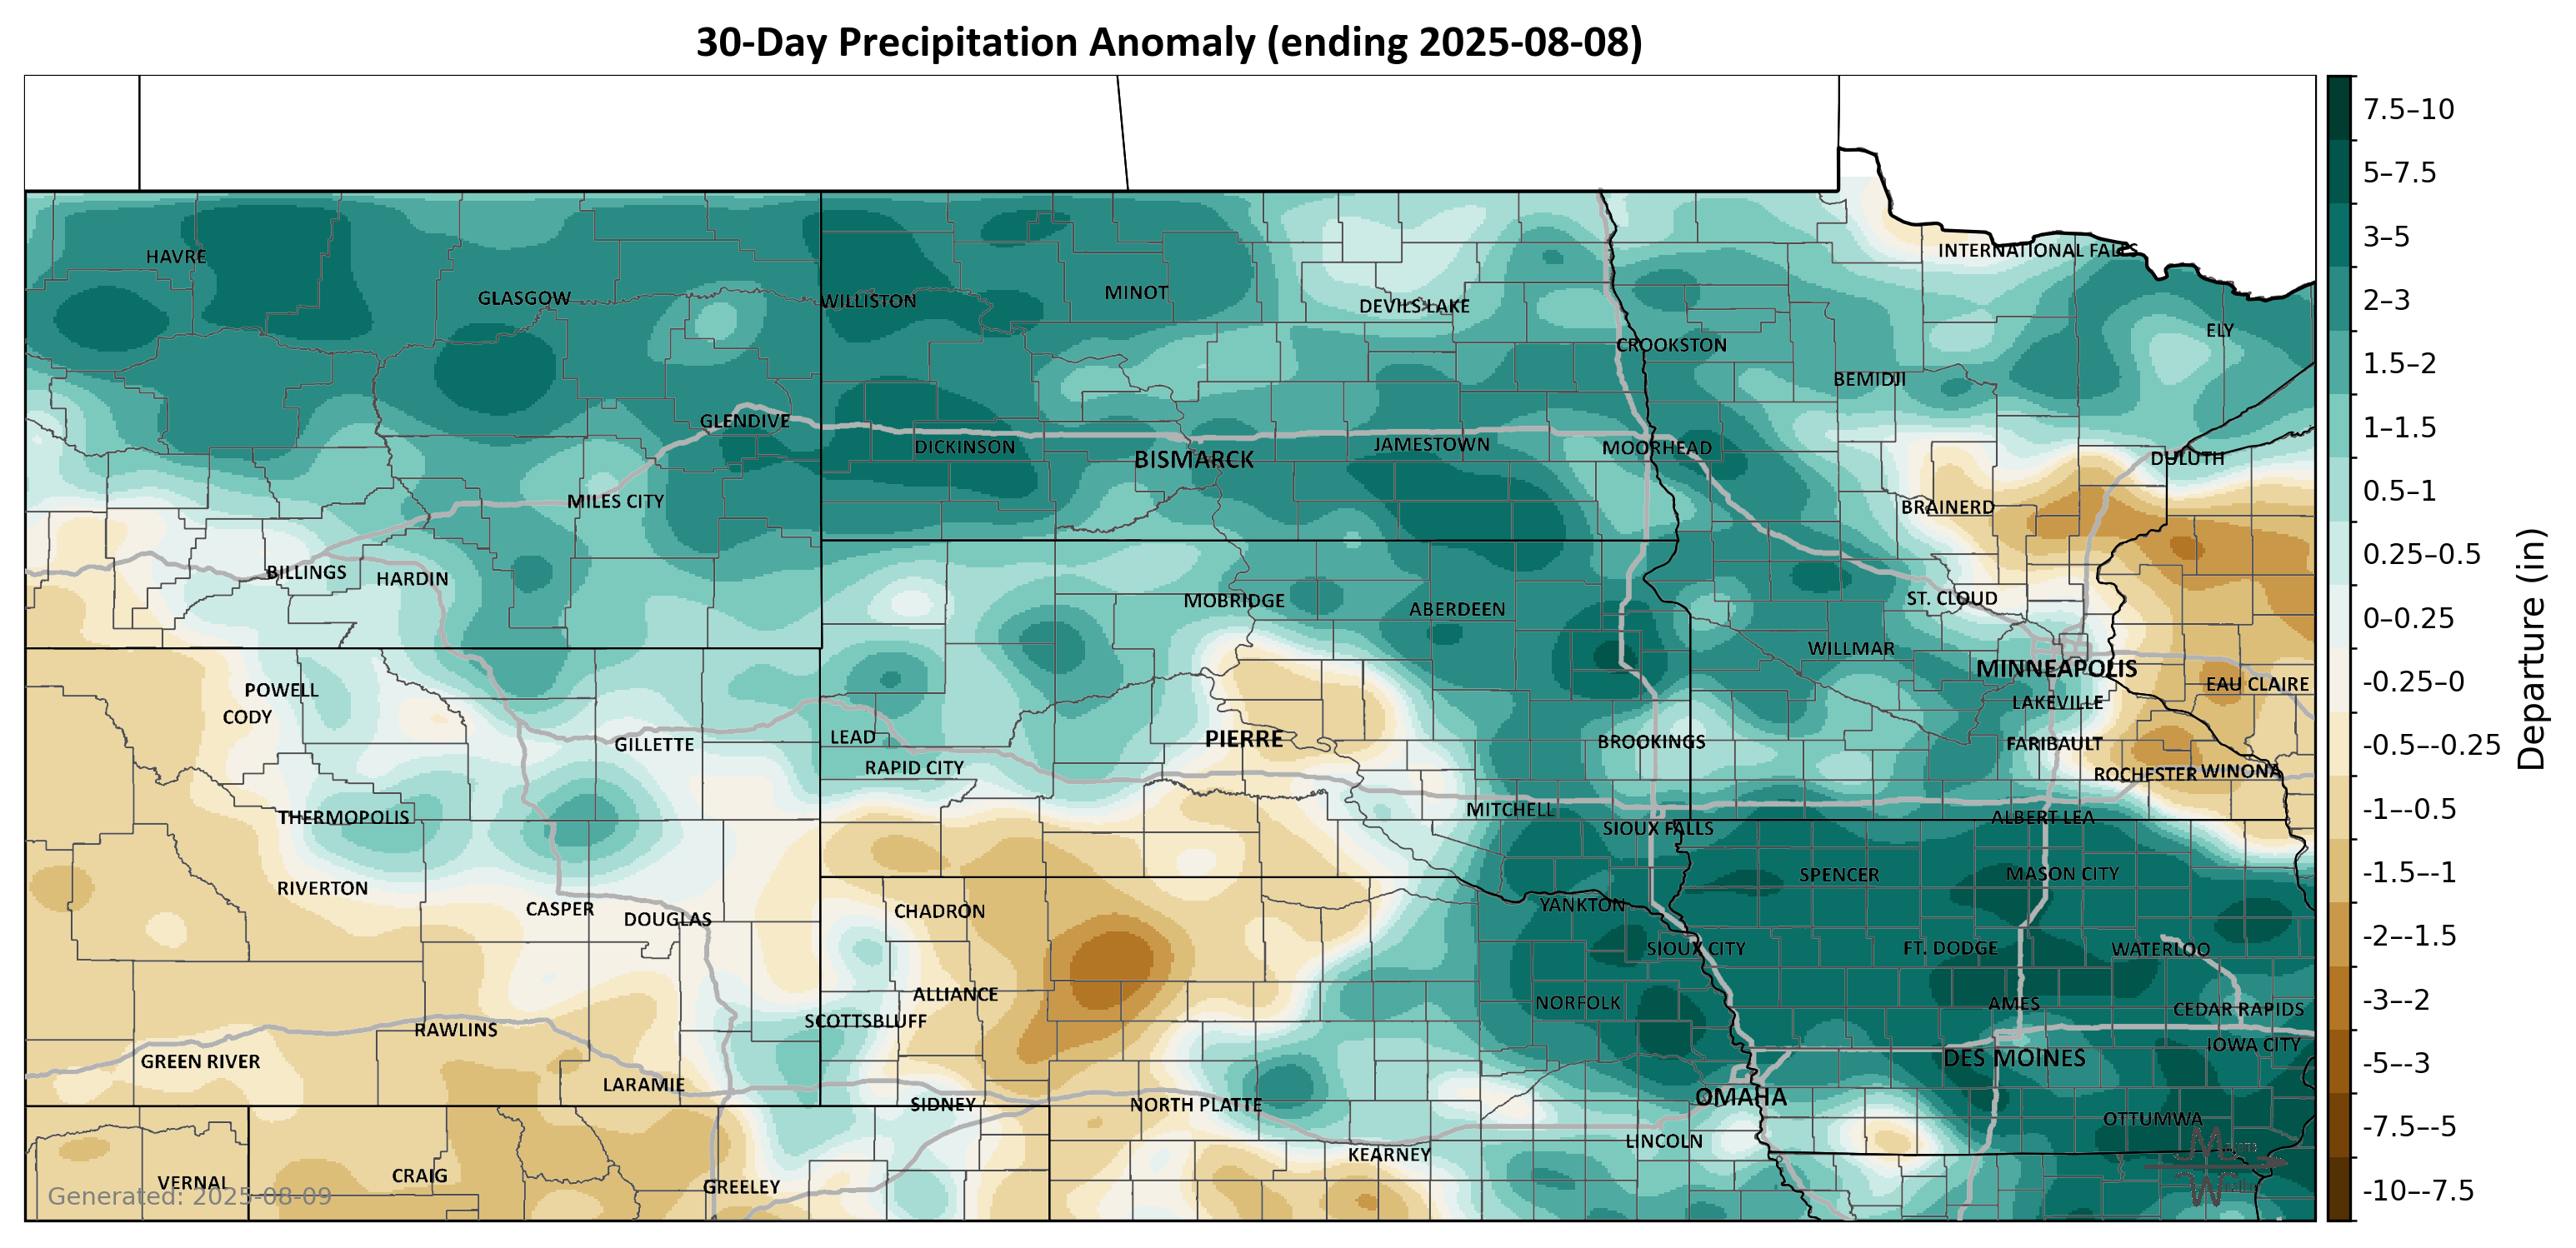 30-Day Precipitation Anomaly (ending 2025-08-08)
7.5–10
5–7.5
3–5
2–3
1.5–2
1–1.5
0.5–1
0.25–0.5
0–0.25
-0.25–0
-0.5–-0.25
-1–-0.5
-1.5–-1
-2–-1.5
-3–-2
-5–-3
-7.5–-5
-10–-7.5
Departure (in)
INTERNATIONAL FALLS
HAVRE
GLASGOW
WILLISTON
MINOT
DEVILS LAKE
ELY
CROOKSTON
BEMIDJI
GLENDIVE
DICKINSON
BISMARCK
JAMESTOWN
MOORHEAD
DULUTH
MILES CITY
BRAINERD
BILLINGS
HARDIN
MOBRIDGE
ABERDEEN
ST. CLOUD
WILLMAR
MINNEAPOLIS
POWELL
EAU CLAIRE
CODY
LAKEVILLE
GILLETTE
LEAD
PIERRE
BROOKINGS
FARIBAULT
RAPID CITY
ROCHESTER
WINONA
THERMOPOLIS
MITCHELL
ALBERT LEA
SIOUX FALLS
RIVERTON
SPENCER
MASON CITY
CASPER
DOUGLAS
CHADRON
YANKTON
SIOUX CITY
FT. DODGE
WATERLOO
ALLIANCE
NORFOLK
AMES
CEDAR RAPIDS
SCOTTSBLUFF
RAWLINS
IOWA CITY
GREEN RIVER
DES MOINES
LARAMIE
OMAHA
SIDNEY
NORTH PLATTE
OTTUMWA
LINCOLN
KEARNEY
VERNAL
CRAIG
GREELEY
Generated: 2025-08-09